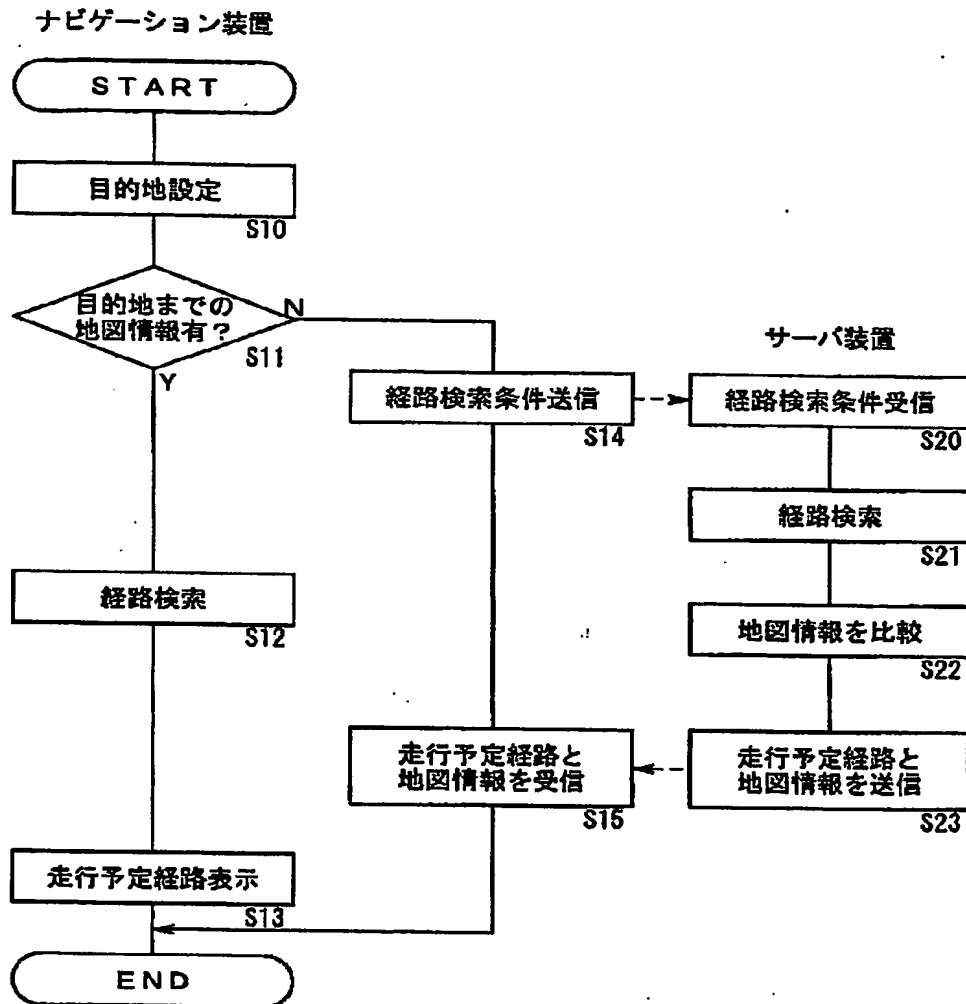 ナビゲーション装置
START
目的地設定
S10
目的地までの
地図情報有？
N
S11
Y
サーバ装置
経路検索条件送信
S14
経路検索条件受信
S20
経路検索
S21
経路検索
S12
地図情報を比較
S22
走行予定経路と
地図情報を受信
S15
走行予定経路と
地図情報を送信
S23
走行予定経路表示
S13
END